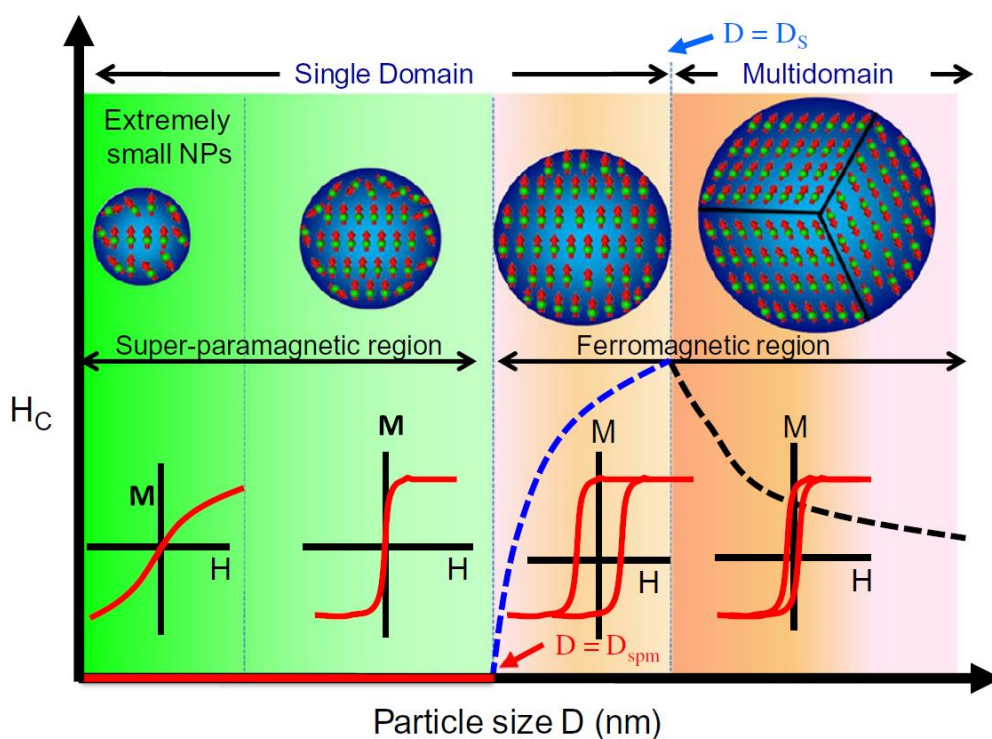 D = D_S
Single Domain
Multidomain
Extremely
small NPs
Super-paramagnetic region
Ferromagnetic region
H_C
M
H
M
H
M
H
M
H
D = D_spm
Particle size D (nm)